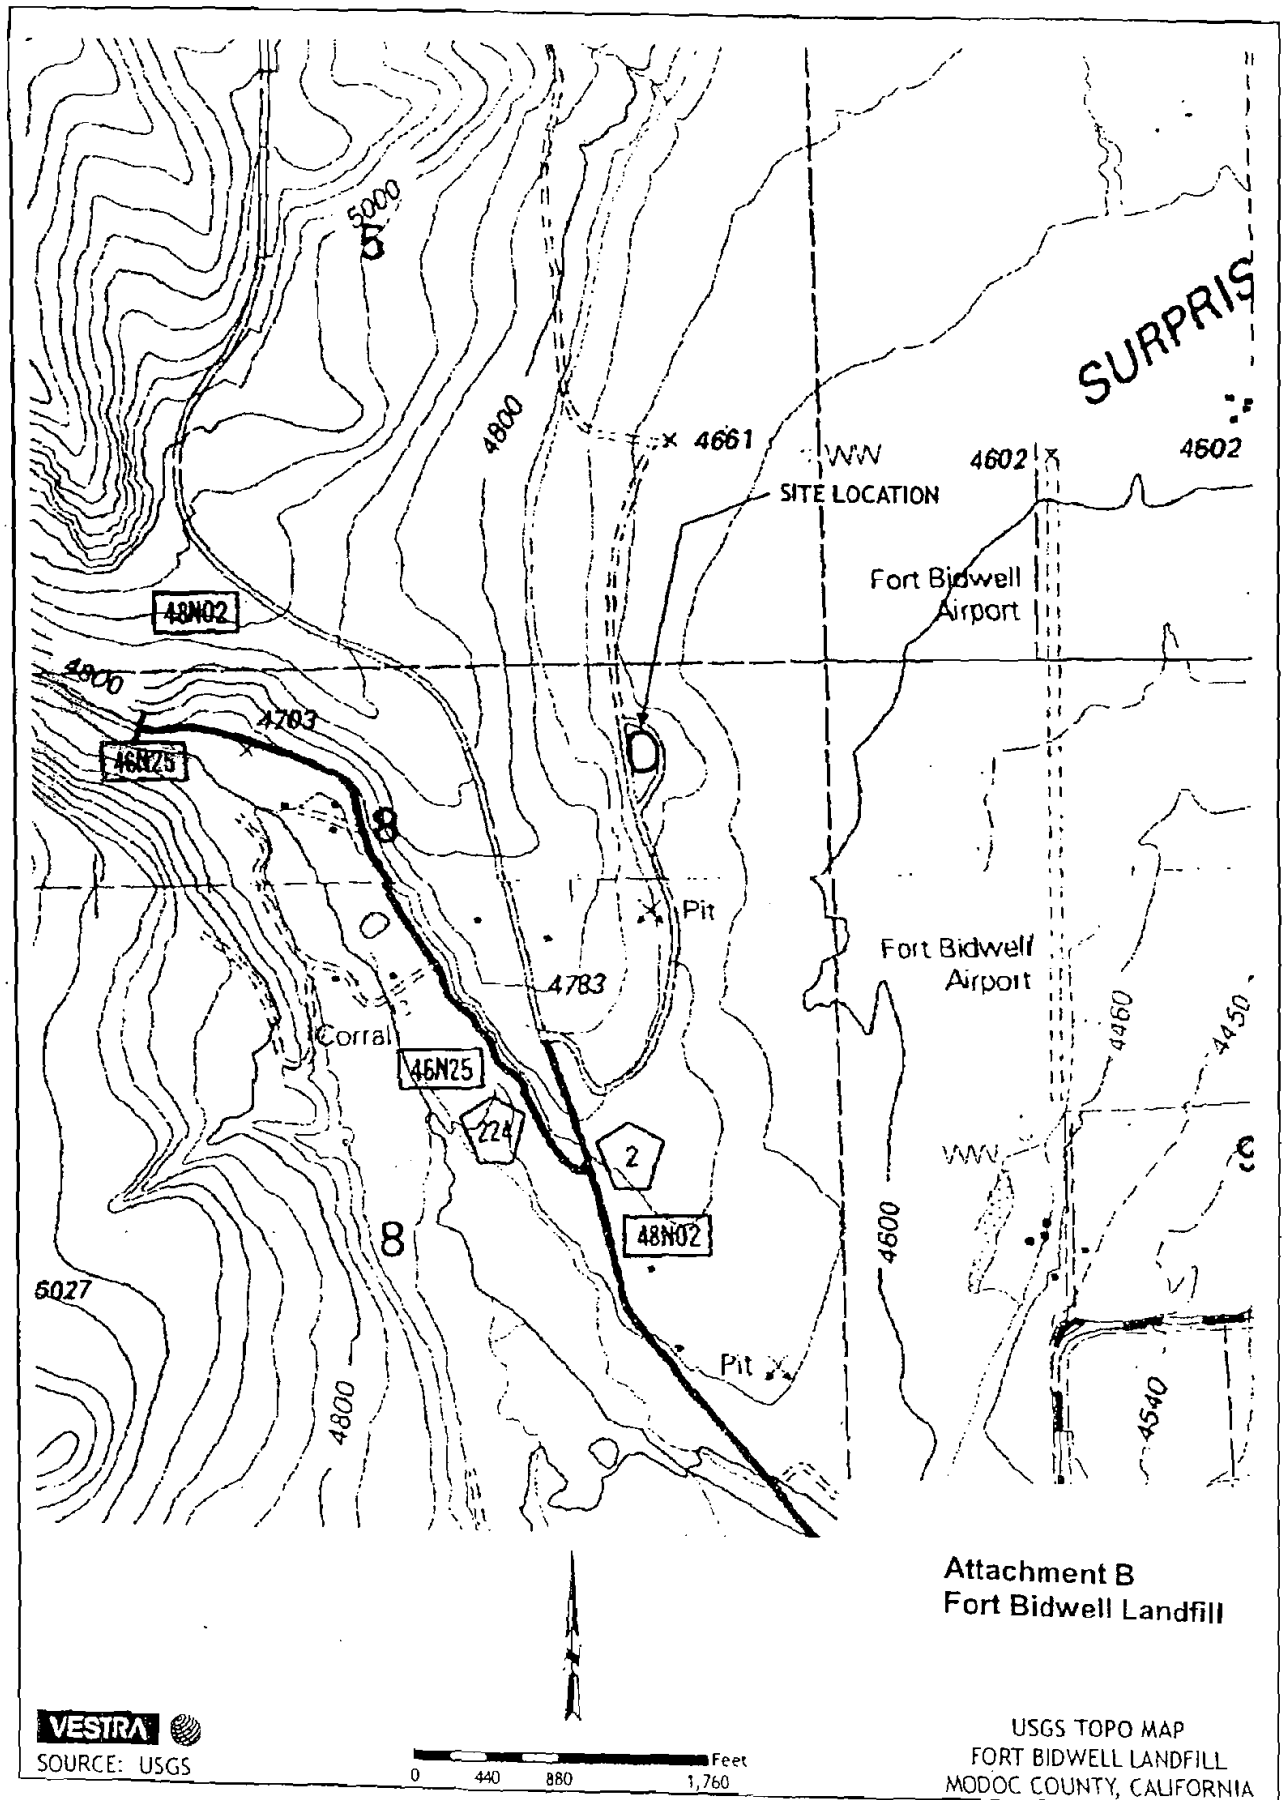 5000
5
SURPRIS
4800
4661
WW
4602
4602
SITE LOCATION
Fort Bidwell
Airport
48N02
4800
4703
46N25
8
Pit
Fort Bidwell
Airport
4783
4460
4450
Corral
46N25
224
2
WW
48N02
8
4600
Pit
4800
4540
Attachment B
Fort Bidwell Landfill
VESTRA
SOURCE: USGS
Feet
0 440 880 1,760
USGS TOPO MAP
FORT BIDWELL LANDFILL
MODOC COUNTY, CALIFORNIA